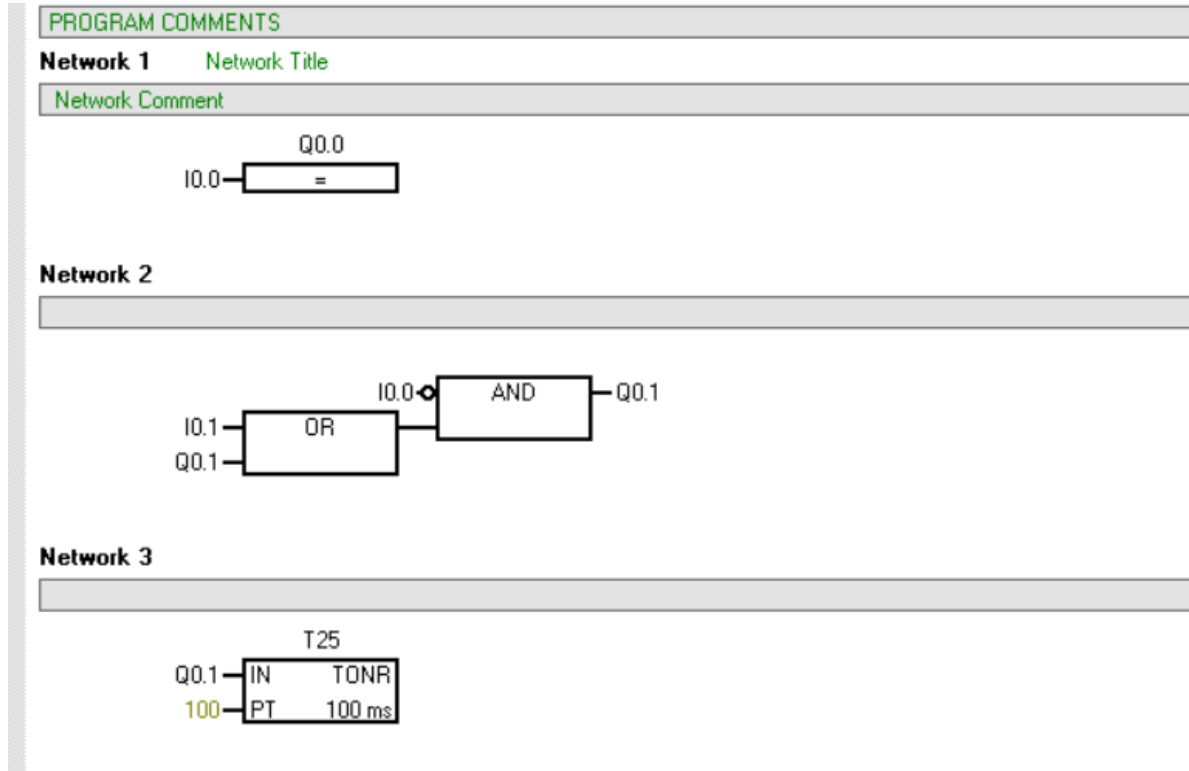 PROGRAM COMMENTS
Network 1 Network Title
Network Comment
Q0.0
I0.0 =
Network 2
I0.0 AND Q0.1
I0.1 OR
Q0.1
Network 3
T25
Q0.1 IN TONR
100 PT 100 ms